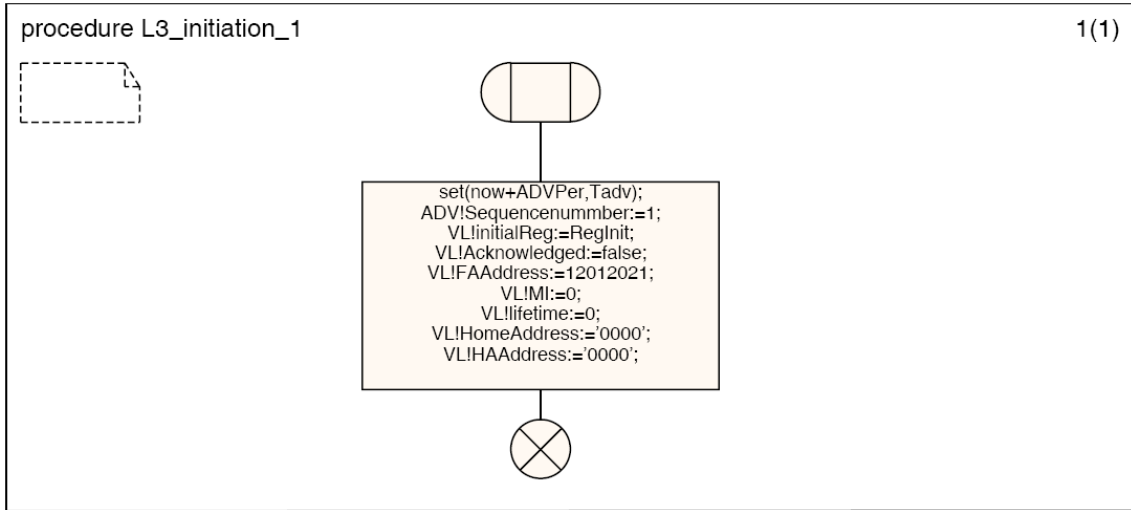 procedure L3_initiation_1
1(1)
set(now+ADVPer,Tadv);
ADV!Sequencenummber:=1;
VL!initialReg:=RegInit;
VL!Acknowledged:=false;
VL!FAAddress:=12012021;
VL!MI:=0;
VL!lifetime:=0;
VL!HomeAddress:=’0000’;
VL!HAAddress:=’0000’;